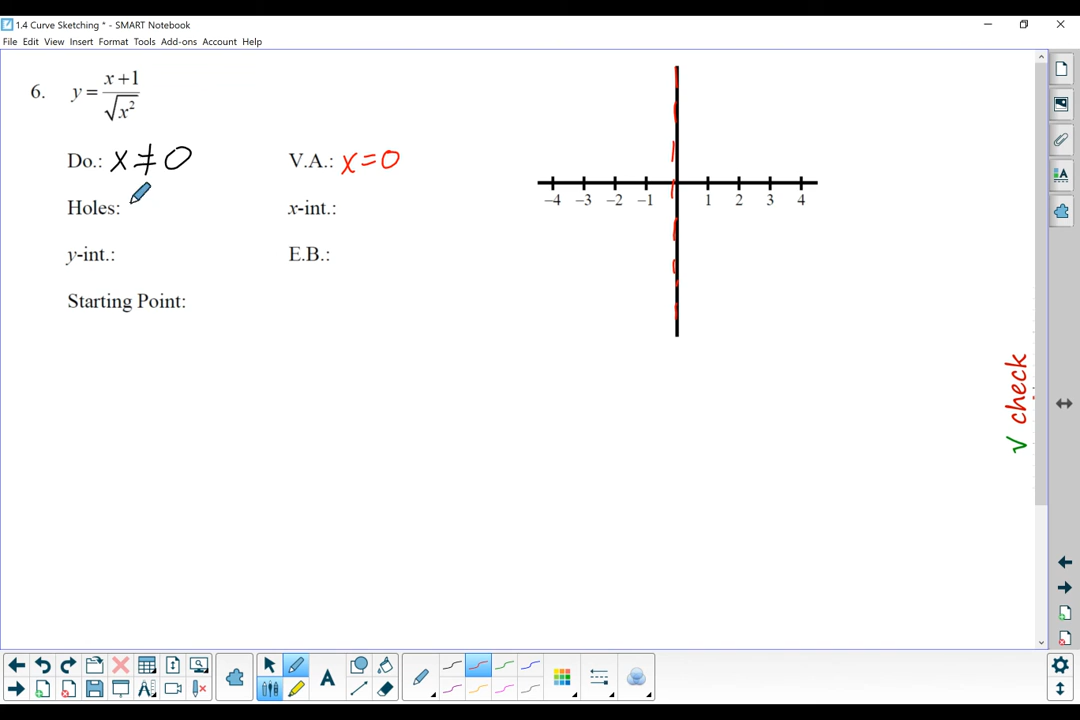 1.4 Curve Sketching * - SMART Notebook
File Edit View Insert Format Tools Add-ons Account Help
6. y = x+1 / √x²
Do.: x ≠ 0 V.A.: x = 0
Holes: x-int.:
y-int.: E.B.:
Starting Point:
–4 –3 –2 –1 1 2 3 4
√ check